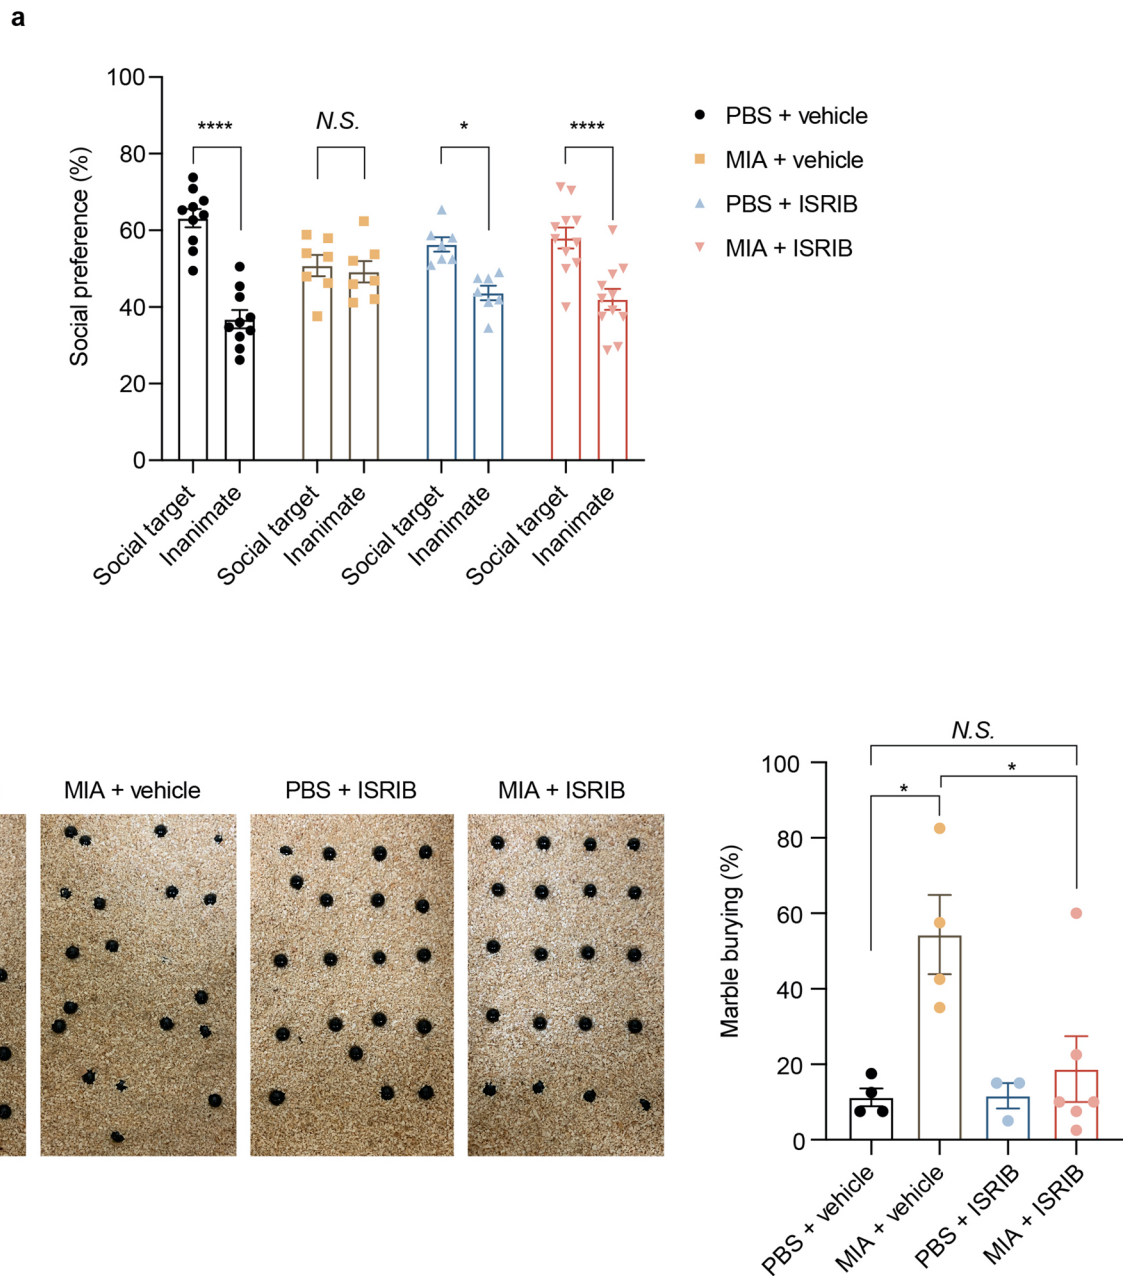 a
Social preference (%)
100
80
60
40
20
0
****
N.S.
*
****
Social target
Inanimate
Social target
Inanimate
Social target
Inanimate
Social target
Inanimate
PBS + vehicle
MIA + vehicle
PBS + ISRIB
MIA + ISRIB
MIA + vehicle
PBS + ISRIB
MIA + ISRIB
Marble burying (%)
100
80
60
40
20
0
N.S.
*
*
PBS + vehicle
MIA + vehicle
PBS + ISRIB
MIA + ISRIB